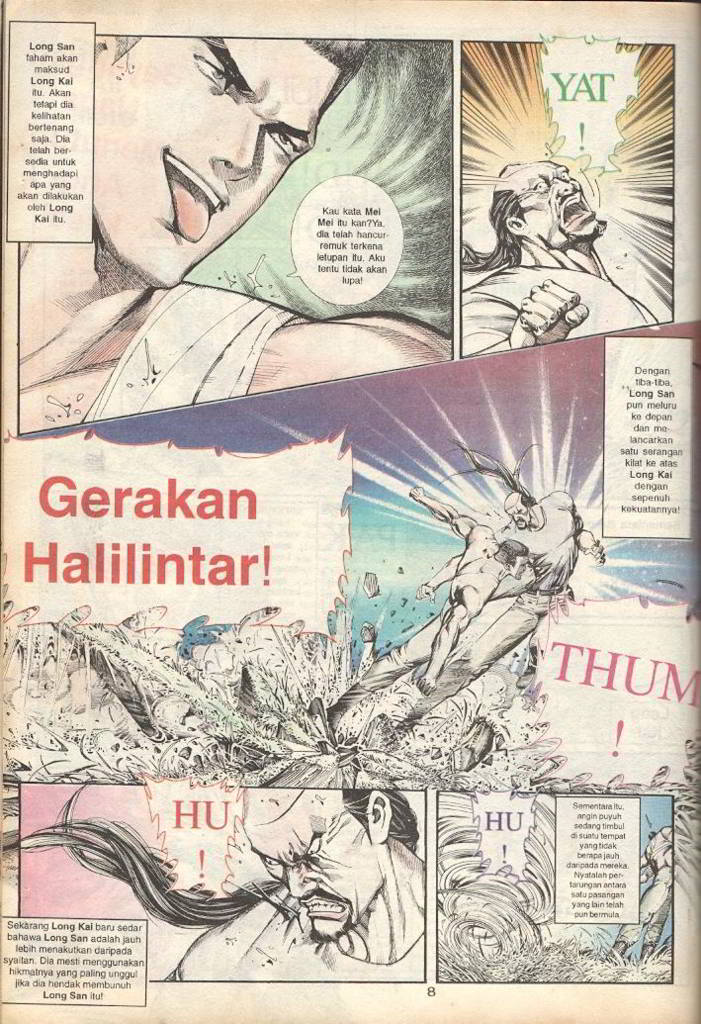 Long San
faham akan
maksud
Long Kai
itu. Akan
tetapi dia
kelihatan
bertenang
saja. Dia
telah ber-
sedia untuk
menghadapi
apa yang
akan dilakukan
oleh Long
Kai itu.
Kau kata Mei
Mei itu kan?Ya.
dia telah hancur-
remuk terkena
letupan itu. Aku
tentu tidak akan
lupa!
YAT
!
Dengan
tiba-tiba,
Long San
pun meluru
ke depan
dan me-
lancarkan
satu serangan
kilat ke atas
Long Kai
dengan
sepenuh
kekuatannya!
Gerakan
Halilintar!
THUM
!
HU
!
Sekarang Long Kai baru sedar
bahawa Long San adalah jauh
lebih menakutkan daripada
syaitan. Dia mesti menggunakan
hikmatnya yang paling unggul
jika dia hendak membunuh
Long San itu!
HU
!
Sementara itu,
angin puyuh
sedang timbul
di suatu tempat
yang tidak
berapa jauh
daripada mereka.
Nyatalah per-
tarungan antara
satu pasangan
yang lain telah
pun bermula.
8